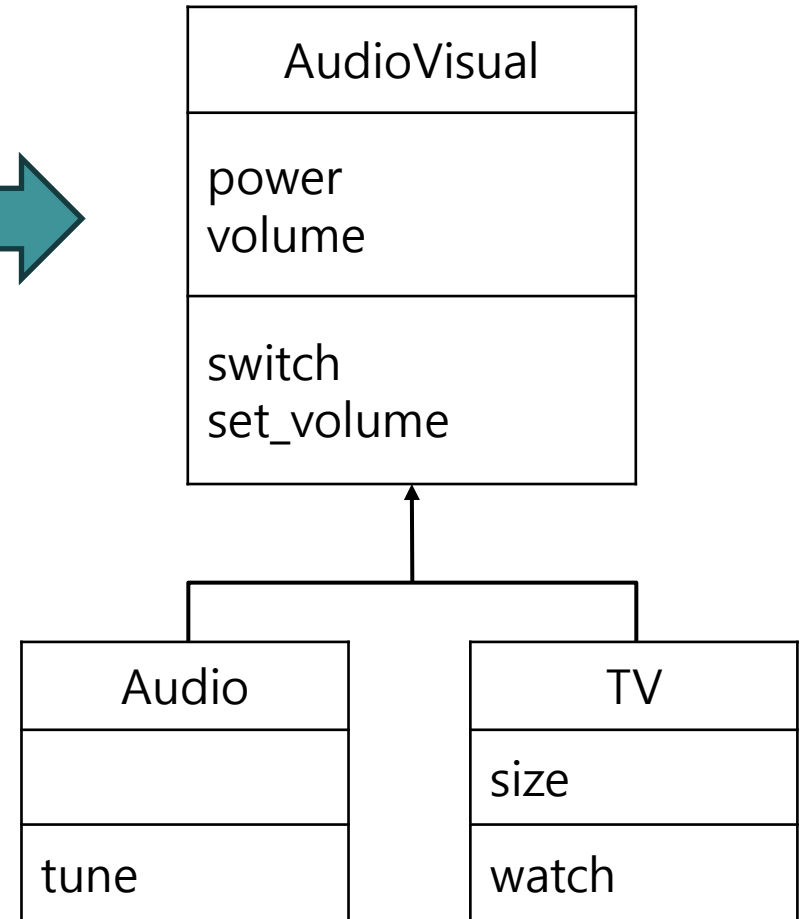 AudioVisual
power
volume
switch
set_volume
Audio
tune
TV
size
watch